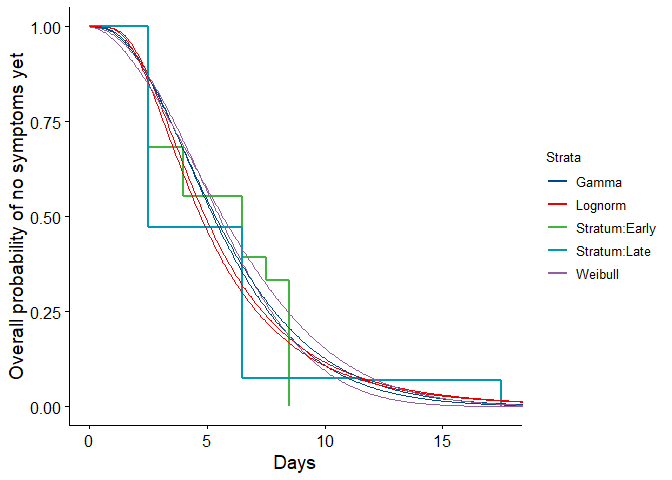 Overall probability of no symptoms yet
1.00
0.75
0.50
0.25
0.00
0
5
10
15
Days
Strata
Gamma
Lognorm
Stratum:Early
Stratum:Late
Weibull